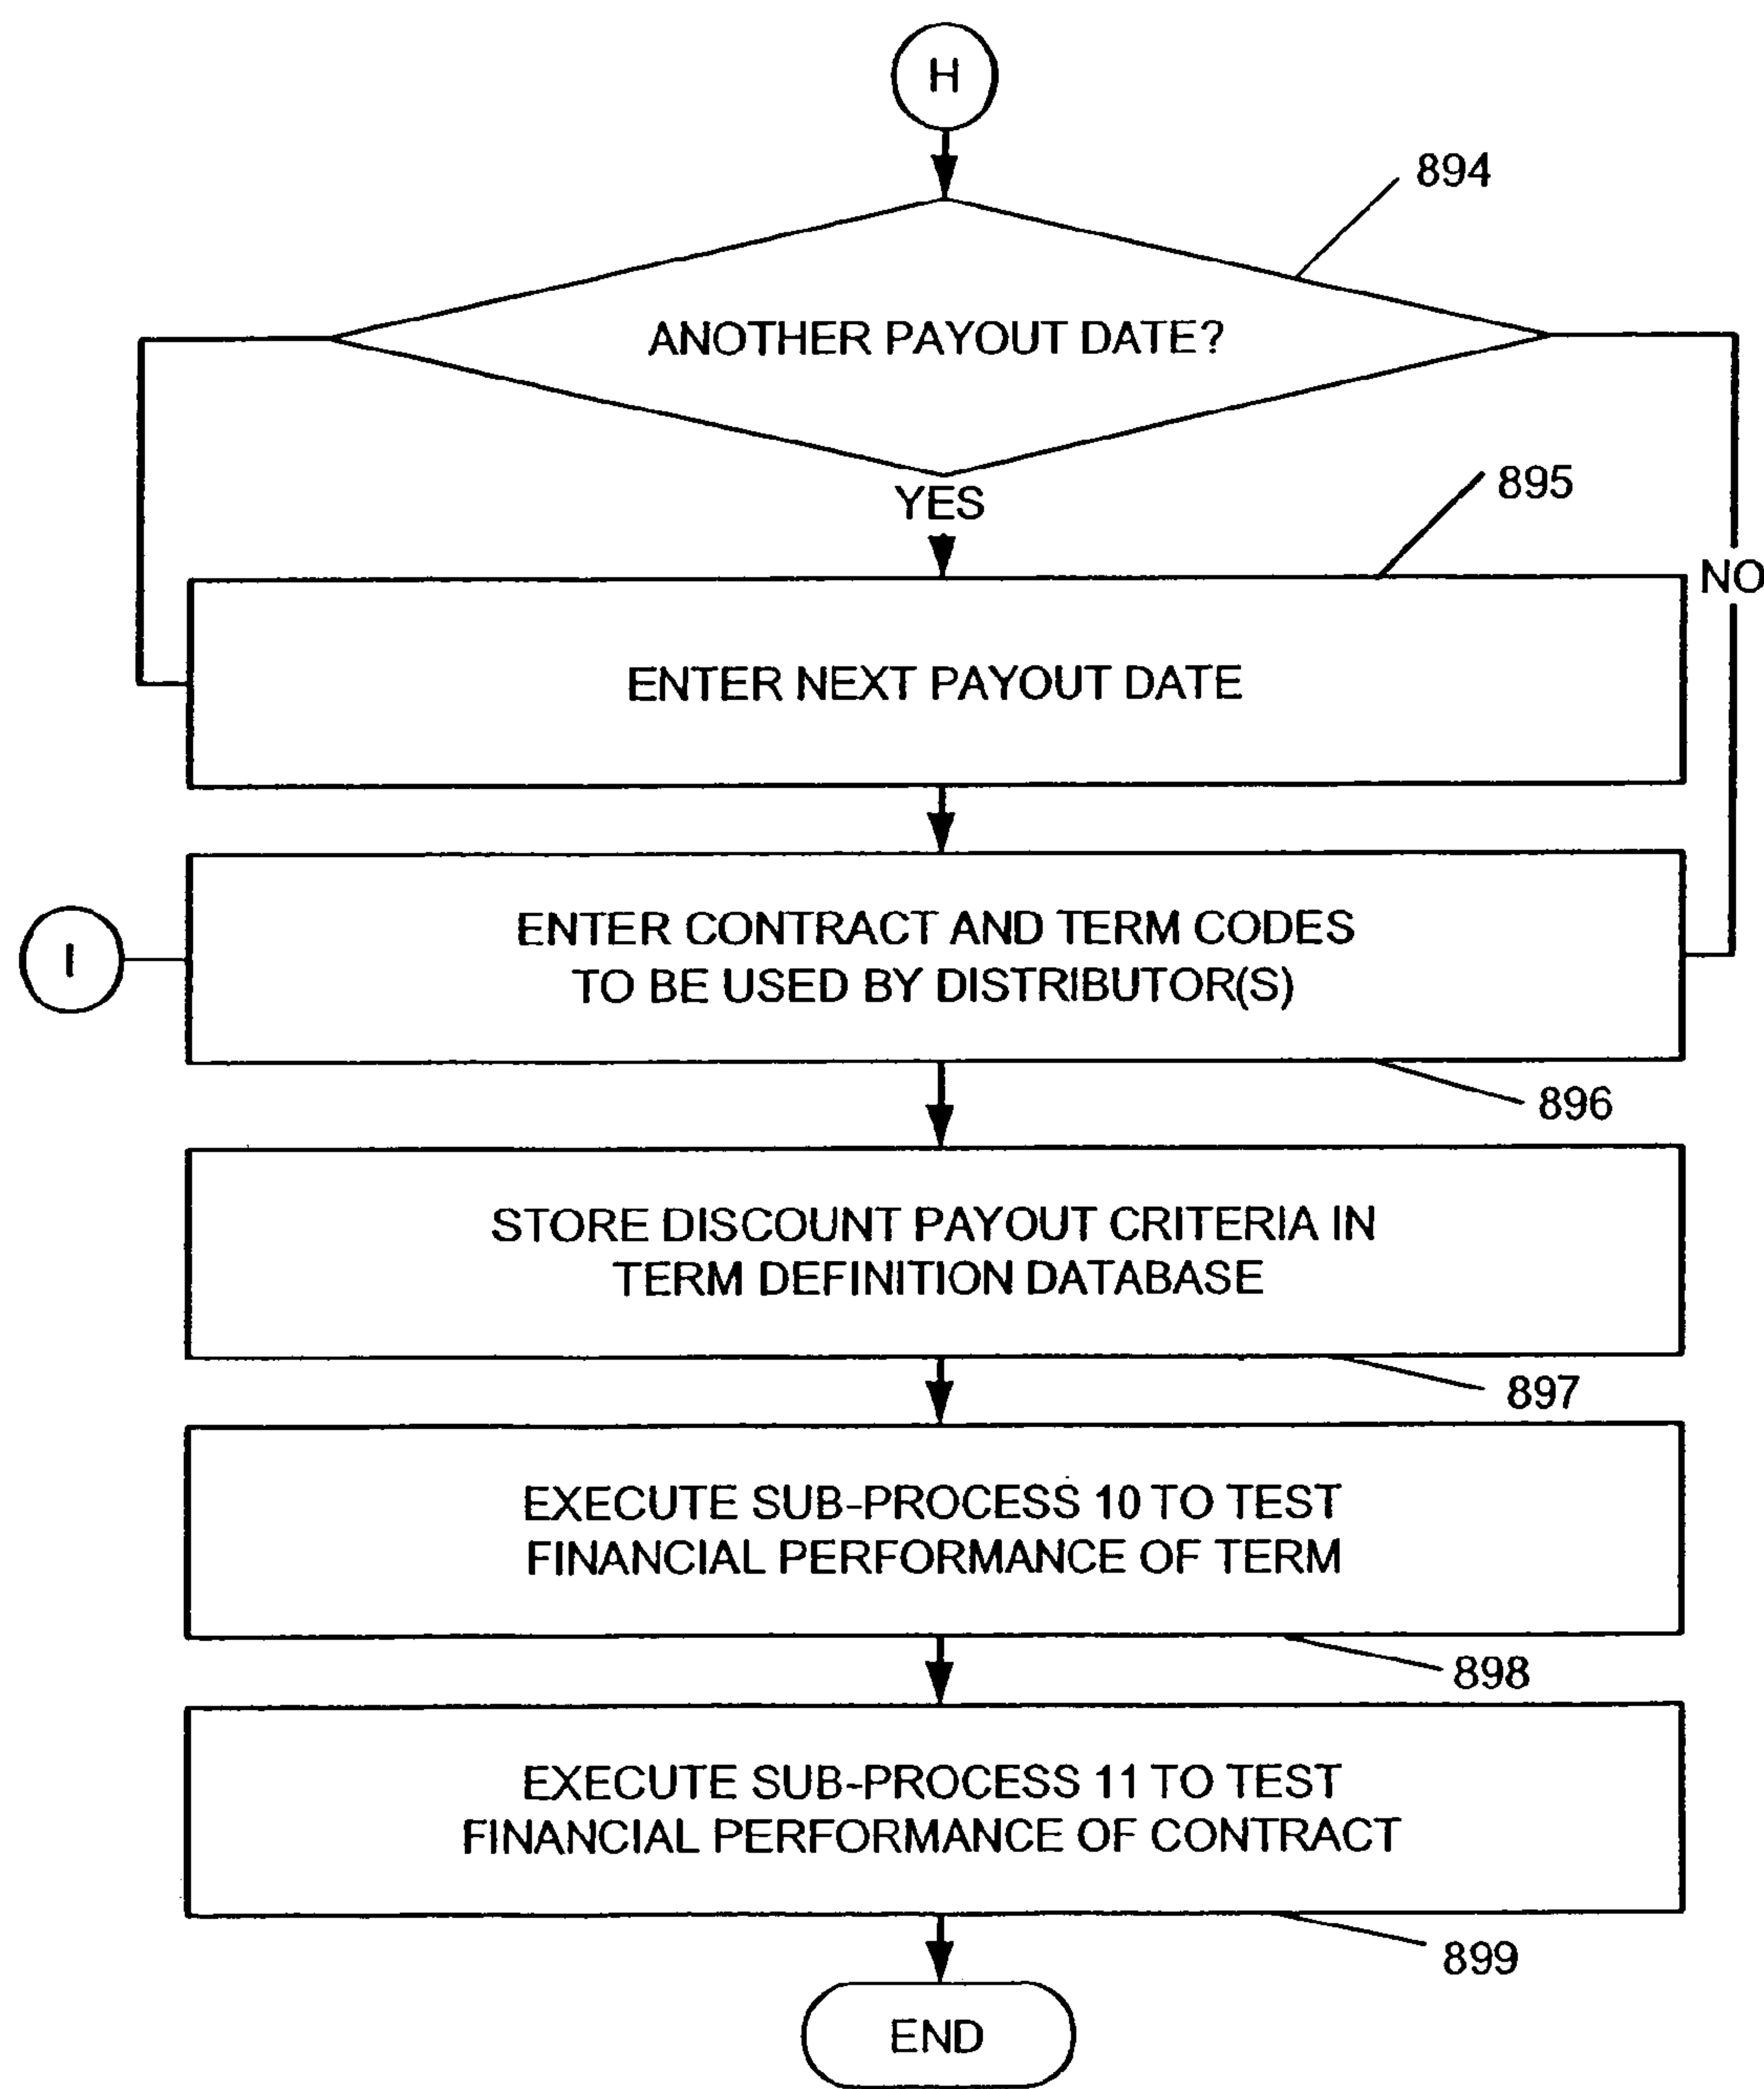 H
894
ANOTHER PAYOUT DATE?
YES
895
NO
ENTER NEXT PAYOUT DATE
ENTER CONTRACT AND TERM CODES
TO BE USED BY DISTRIBUTOR(S)
I
896
STORE DISCOUNT PAYOUT CRITERIA IN
TERM DEFINITION DATABASE
897
EXECUTE SUB-PROCESS 10 TO TEST
FINANCIAL PERFORMANCE OF TERM
898
EXECUTE SUB-PROCESS 11 TO TEST
FINANCIAL PERFORMANCE OF CONTRACT
899
END